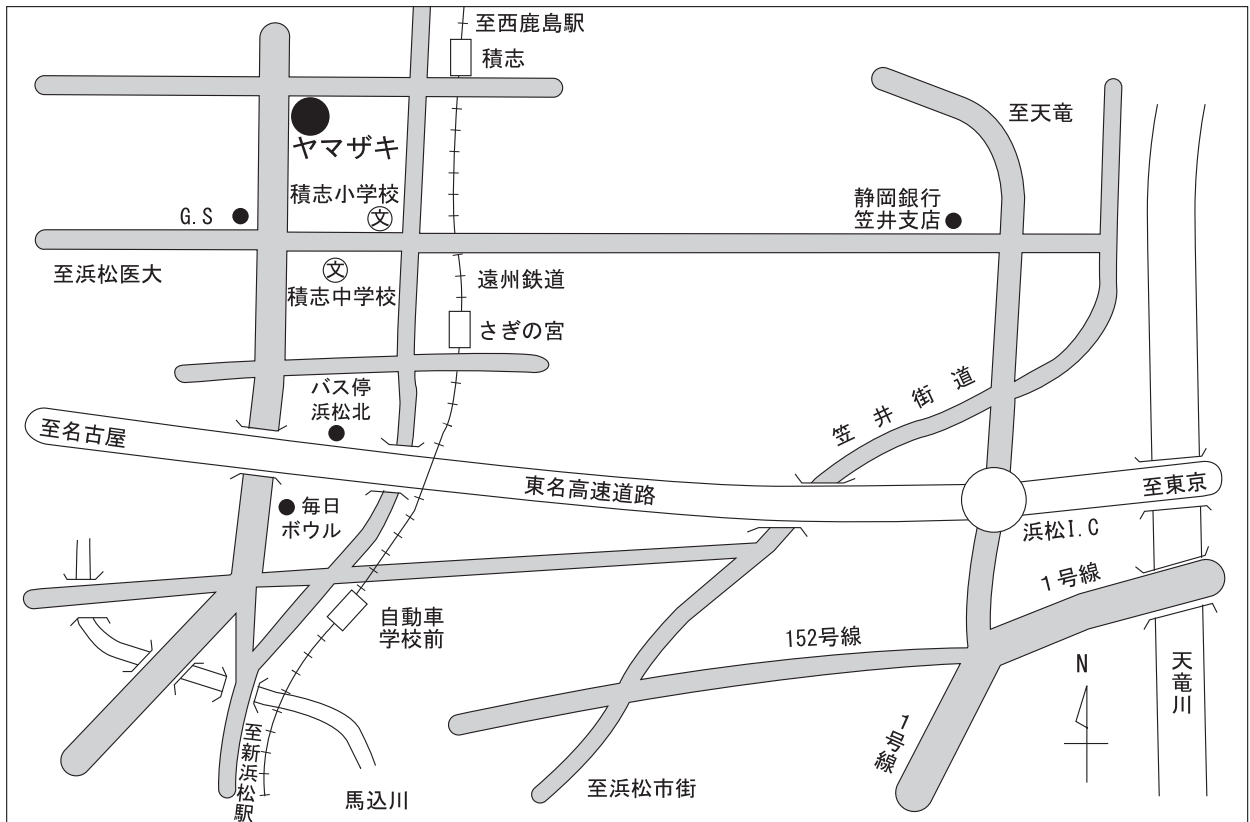 至西鹿島駅
積志
至天竜
ヤマザキ
積志小学校
文
G.S
静岡銀行
笠井支店
至浜松医大
文
積志中学校
遠州鉄道
さぎの宮
バス停
浜松北
笠井街道
至名古屋
東名高速道路
至東京
毎日
ボウル
浜松I.C
1号線
自動車
学校前
152号線
N
天竜川
1号線
至新浜松駅
馬込川
至浜松市街